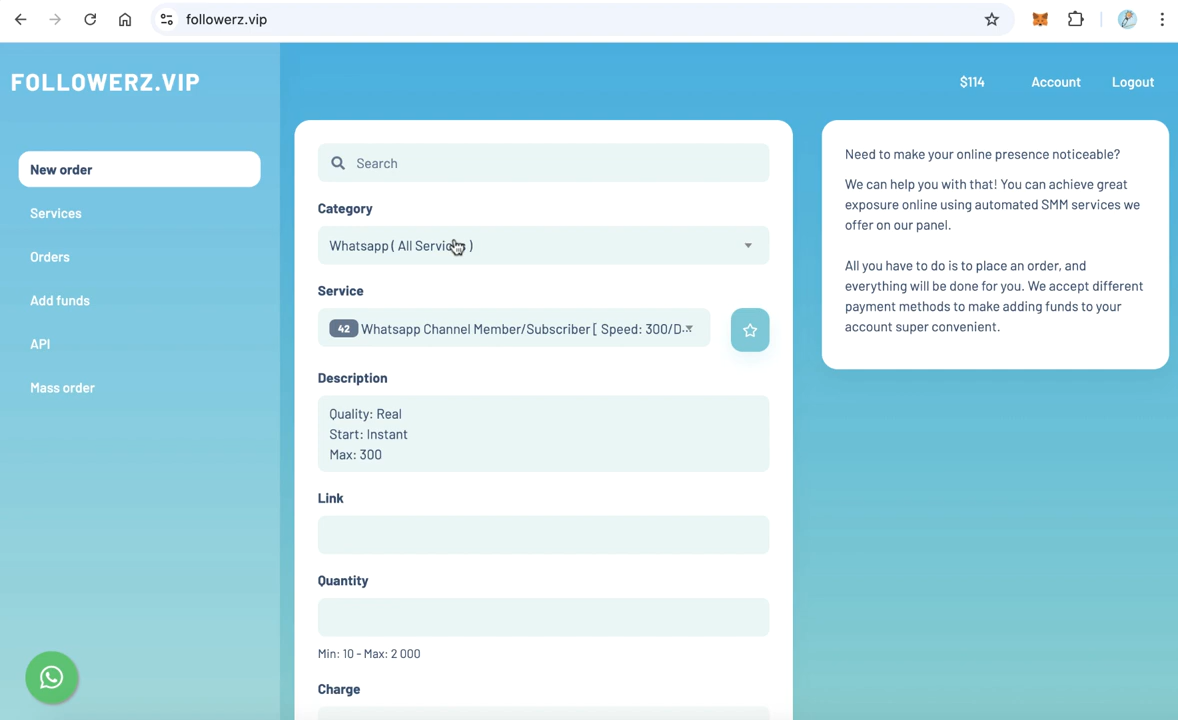 followerz.vip
FOLLOWERZ.VIP
$114
Account
Logout
New order
Services
Orders
Add funds
API
Mass order
Search
Category
Whatsapp ( All Services )
Service
42 Whatsapp Channel Member/Subscriber [ Speed: 300/D...
Description
Quality: Real
Start: Instant
Max: 300
Link
Quantity
Min: 10 - Max: 2 000
Charge
Need to make your online presence noticeable?
We can help you with that! You can achieve great
exposure online using automated SMM services we
offer on our panel.
All you have to do is to place an order, and
everything will be done for you. We accept different
payment methods to make adding funds to your
account super convenient.